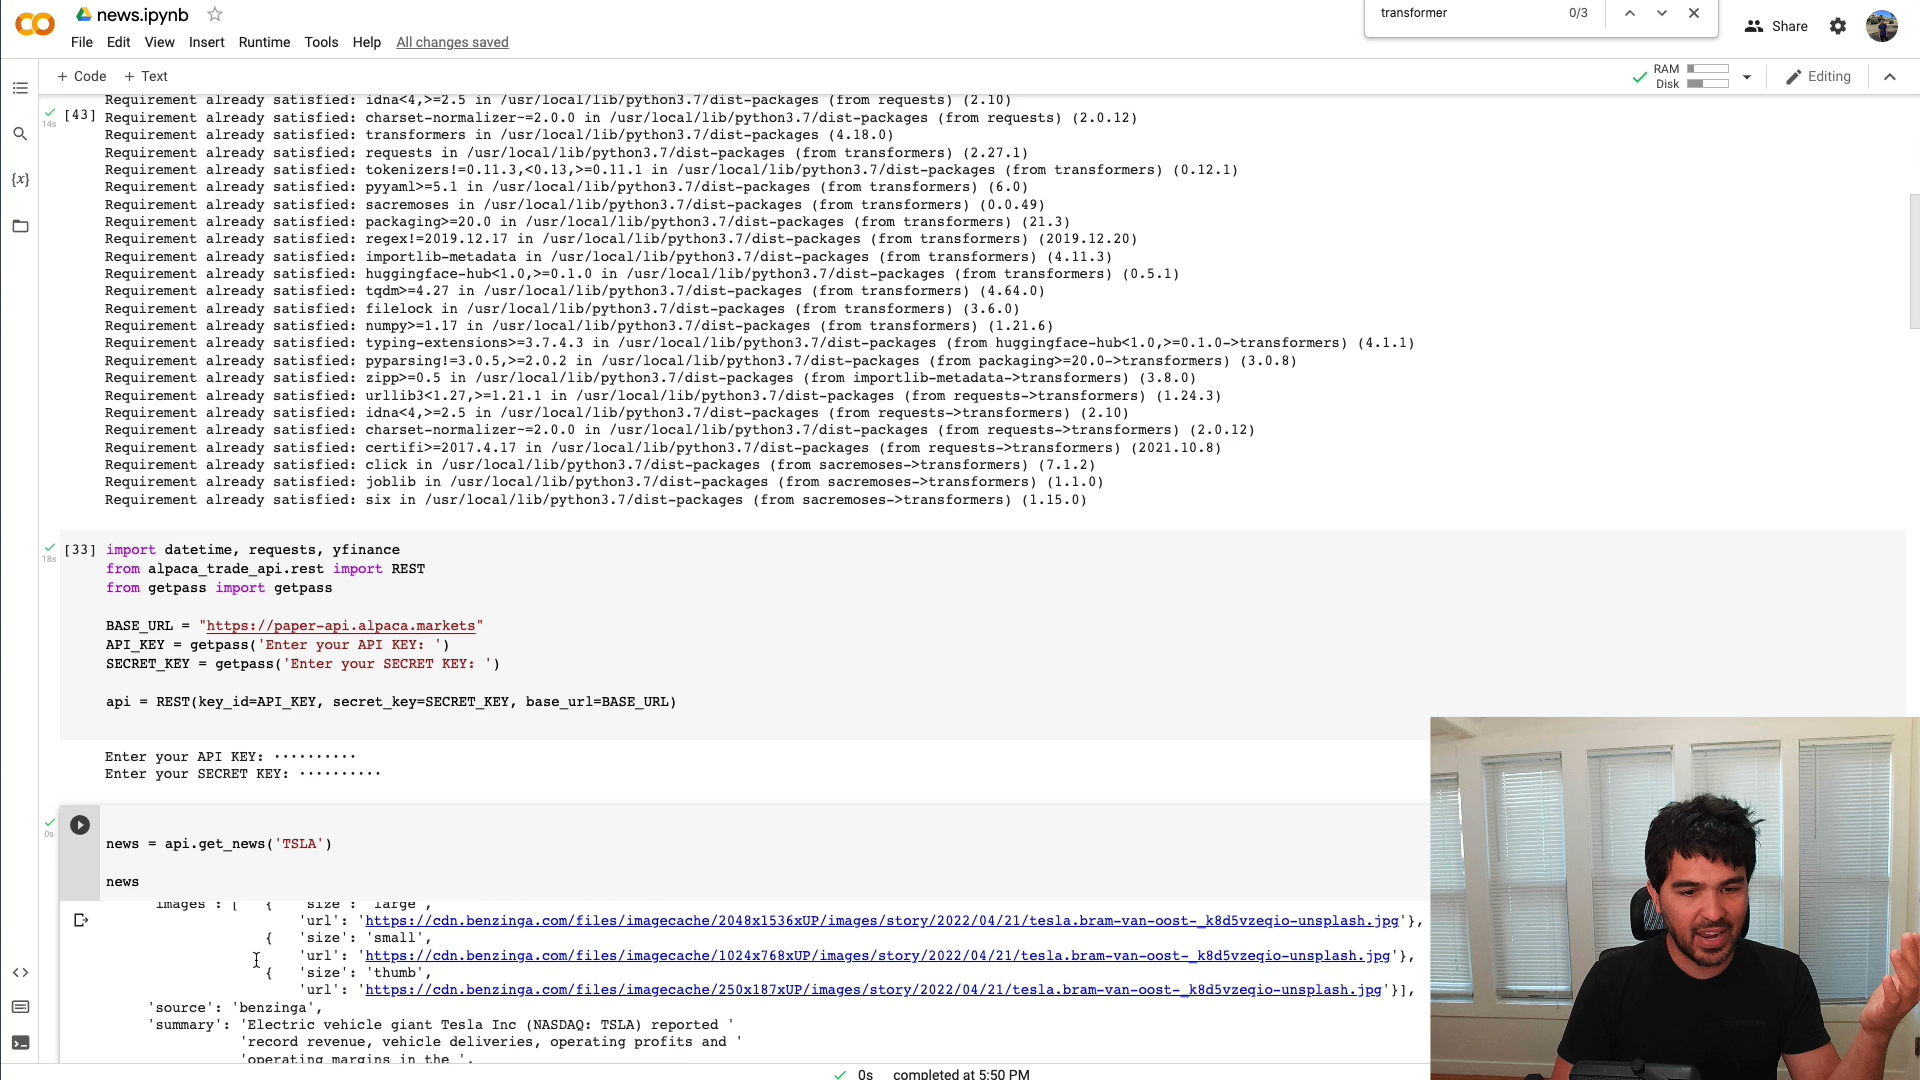 news.ipynb
transformer
0/3
Share
File Edit View Insert Runtime Tools Help All changes saved
+ Code + Text
RAM
Disk
Editing
Requirement already satisfied: idna<4,>=2.5 in /usr/local/lib/python3.7/dist-packages (from requests) (2.10)
14s
[43]
Requirement already satisfied: charset-normalizer~=2.0.0 in /usr/local/lib/python3.7/dist-packages (from requests) (2.0.12)
Requirement already satisfied: transformers in /usr/local/lib/python3.7/dist-packages (4.18.0)
Requirement already satisfied: requests in /usr/local/lib/python3.7/dist-packages (from transformers) (2.27.1)
Requirement already satisfied: tokenizers!=0.11.3,<0.13,>=0.11.1 in /usr/local/lib/python3.7/dist-packages (from transformers) (0.12.1)
Requirement already satisfied: pyyaml>=5.1 in /usr/local/lib/python3.7/dist-packages (from transformers) (6.0)
Requirement already satisfied: sacremoses in /usr/local/lib/python3.7/dist-packages (from transformers) (0.0.49)
Requirement already satisfied: packaging>=20.0 in /usr/local/lib/python3.7/dist-packages (from transformers) (21.3)
Requirement already satisfied: regex!=2019.12.17 in /usr/local/lib/python3.7/dist-packages (from transformers) (2019.12.20)
Requirement already satisfied: importlib-metadata in /usr/local/lib/python3.7/dist-packages (from transformers) (4.11.3)
Requirement already satisfied: huggingface-hub<1.0,>=0.1.0 in /usr/local/lib/python3.7/dist-packages (from transformers) (0.5.1)
Requirement already satisfied: tqdm>=4.27 in /usr/local/lib/python3.7/dist-packages (from transformers) (4.64.0)
Requirement already satisfied: filelock in /usr/local/lib/python3.7/dist-packages (from transformers) (3.6.0)
Requirement already satisfied: numpy>=1.17 in /usr/local/lib/python3.7/dist-packages (from transformers) (1.21.6)
Requirement already satisfied: typing-extensions>=3.7.4.3 in /usr/local/lib/python3.7/dist-packages (from huggingface-hub<1.0,>=0.1.0->transformers) (4.1.1)
Requirement already satisfied: pyparsing!=3.0.5,>=2.0.2 in /usr/local/lib/python3.7/dist-packages (from packaging>=20.0->transformers) (3.0.8)
Requirement already satisfied: zipp>=0.5 in /usr/local/lib/python3.7/dist-packages (from importlib-metadata->transformers) (3.8.0)
Requirement already satisfied: urllib3<1.27,>=1.21.1 in /usr/local/lib/python3.7/dist-packages (from requests->transformers) (1.24.3)
Requirement already satisfied: idna<4,>=2.5 in /usr/local/lib/python3.7/dist-packages (from requests->transformers) (2.10)
Requirement already satisfied: charset-normalizer~=2.0.0 in /usr/local/lib/python3.7/dist-packages (from requests->transformers) (2.0.12)
Requirement already satisfied: certifi>=2017.4.17 in /usr/local/lib/python3.7/dist-packages (from requests->transformers) (2021.10.8)
Requirement already satisfied: click in /usr/local/lib/python3.7/dist-packages (from sacremoses->transformers) (7.1.2)
Requirement already satisfied: joblib in /usr/local/lib/python3.7/dist-packages (from sacremoses->transformers) (1.1.0)
Requirement already satisfied: six in /usr/local/lib/python3.7/dist-packages (from sacremoses->transformers) (1.15.0)
18s
[33] import datetime, requests, yfinance
from alpaca_trade_api.rest import REST
from getpass import getpass
BASE_URL = "https://paper-api.alpaca.markets"
API_KEY = getpass('Enter your API KEY: ')
SECRET_KEY = getpass('Enter your SECRET KEY: ')
api = REST(key_id=API_KEY, secret_key=SECRET_KEY, base_url=BASE_URL)
Enter your API KEY: ··········
Enter your SECRET KEY: ··········
0s
news = api.get_news('TSLA')
news
'images': [ { 'size': 'large',
'url': 'https://cdn.benzinga.com/files/imagecache/2048x1536xUP/images/story/2022/04/21/tesla.bram-van-oost-_k8d5vzeqio-unsplash.jpg'},
{ 'size': 'small',
'url': 'https://cdn.benzinga.com/files/imagecache/1024x768xUP/images/story/2022/04/21/tesla.bram-van-oost-_k8d5vzeqio-unsplash.jpg'},
{ 'size': 'thumb',
'url': 'https://cdn.benzinga.com/files/imagecache/250x187xUP/images/story/2022/04/21/tesla.bram-van-oost-_k8d5vzeqio-unsplash.jpg'}],
'source': 'benzinga',
'summary': 'Electric vehicle giant Tesla Inc (NASDAQ: TSLA) reported '
'record revenue, vehicle deliveries, operating profits and '
'operating margins in the ',
0s completed at 5:50 PM